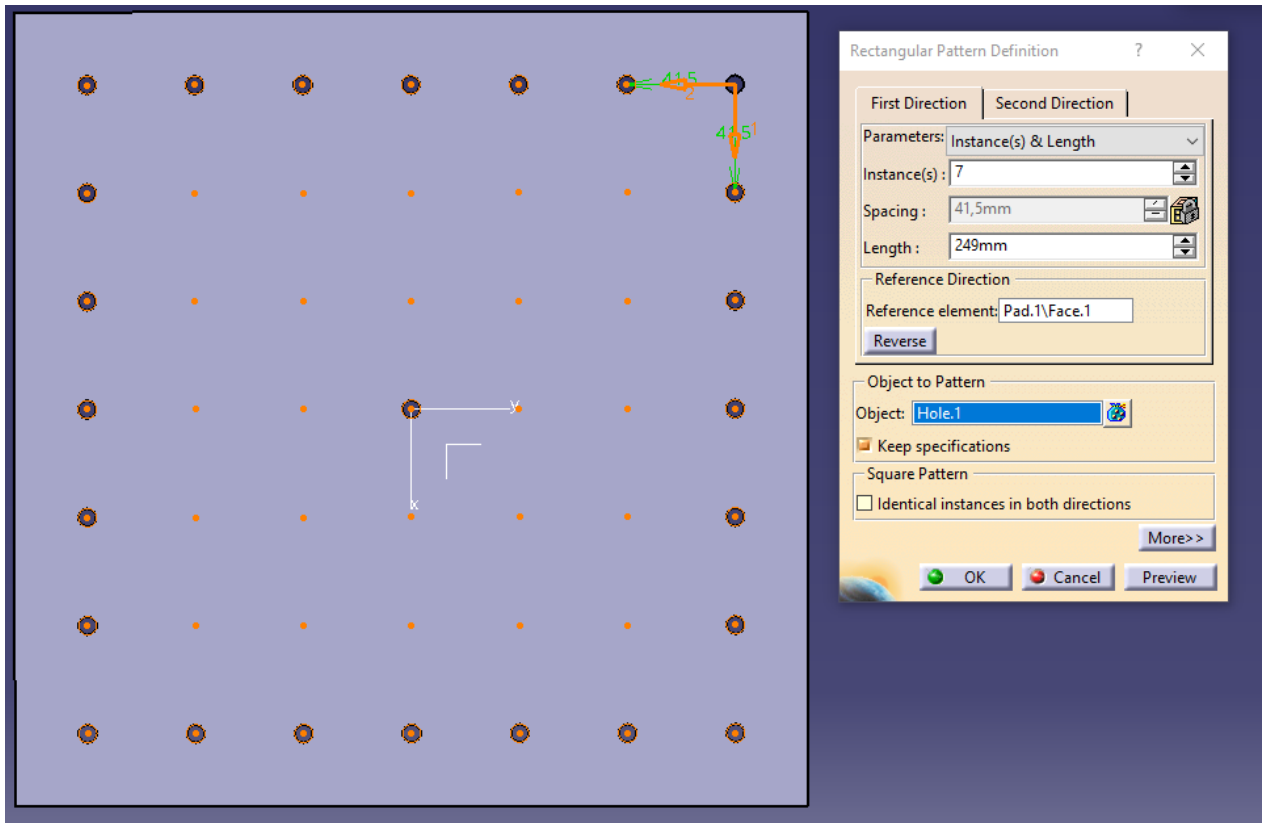 41,5
2
41,5
1
y
x
Rectangular Pattern Definition ? ×
First Direction Second Direction
Parameters: Instance(s) & Length
Instance(s) : 7
Spacing : 41,5mm
Length : 249mm
Reference Direction
Reference element: Pad.1\Face.1
Reverse
Object to Pattern
Object: Hole.1
Keep specifications
Square Pattern
Identical instances in both directions
More>>
OK Cancel Preview